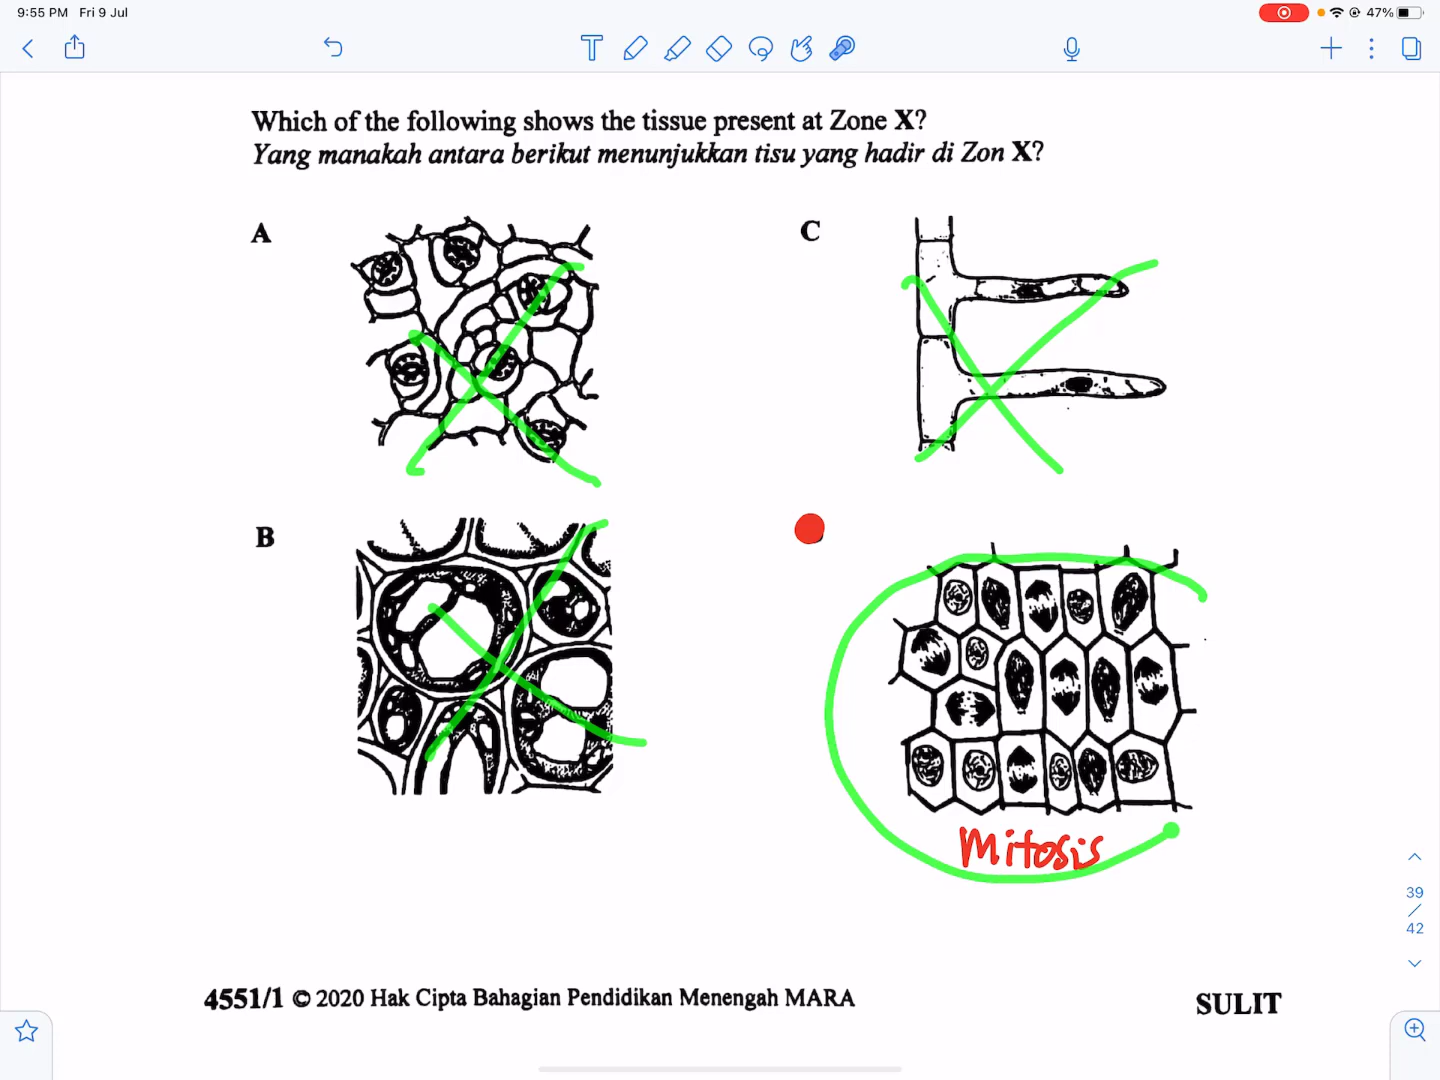 9:55 PM Fri 9 Jul
47%
Which of the following shows the tissue present at Zone X?
Yang manakah antara berikut menunjukkan tisu yang hadir di Zon X?
A
C
B
Mitosis
39
/
42
4551/1 © 2020 Hak Cipta Bahagian Pendidikan Menengah MARA
SULIT